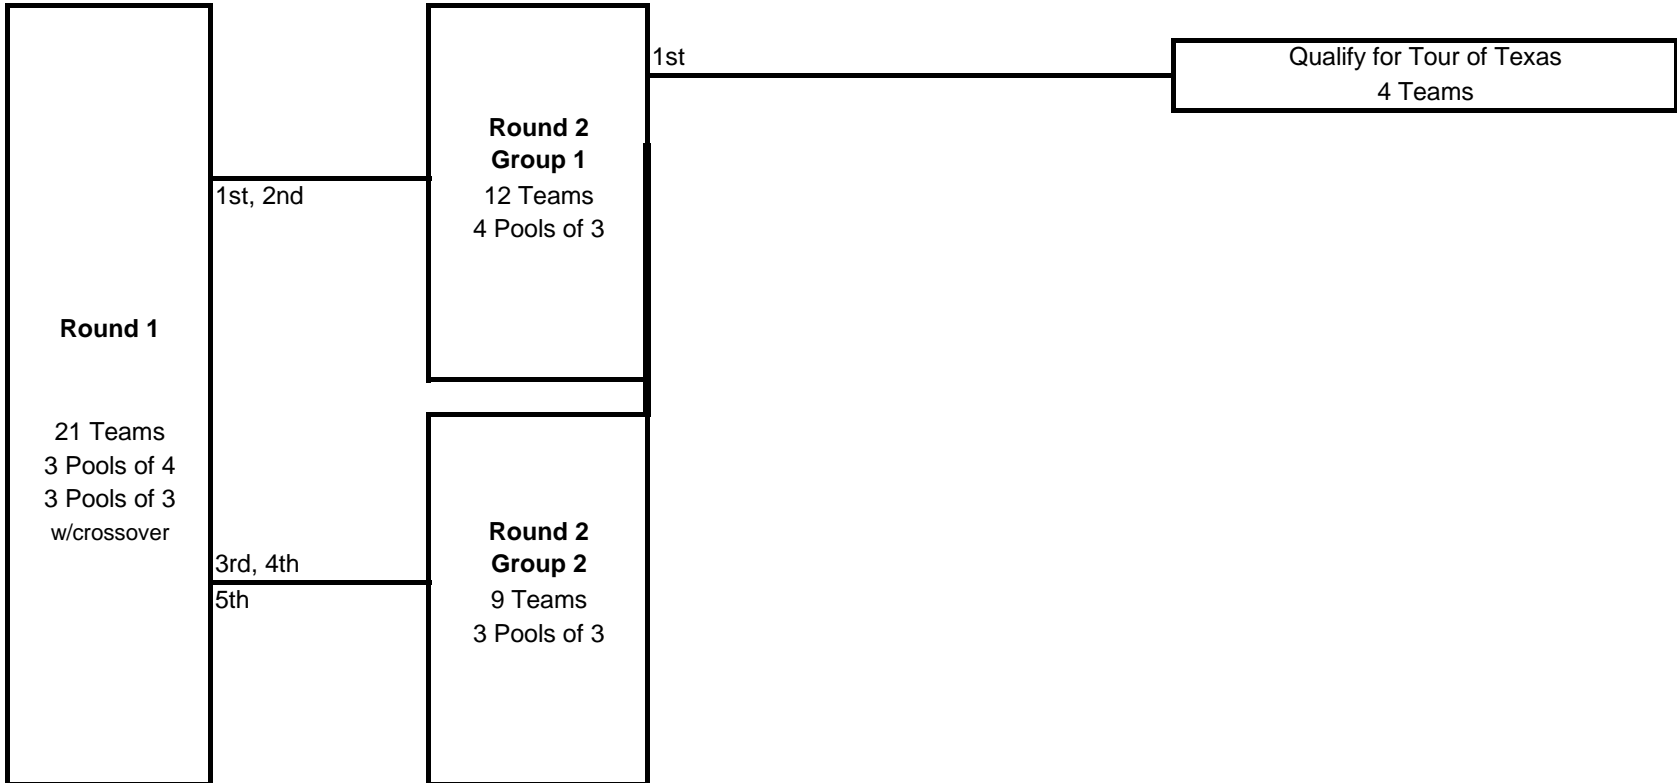 Round 1
21 Teams
3 Pools of 4
3 Pools of 3
w/crossover
1st, 2nd
3rd, 4th
5th
Round 2
Group 1
12 Teams
4 Pools of 3
Round 2
Group 2
9 Teams
3 Pools of 3
1st
Qualify for Tour of Texas
4 Teams